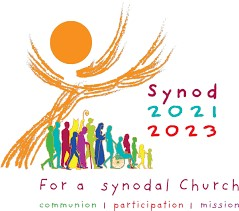 Synod
2021
2023
For a synodal Church
communion | participation | mission